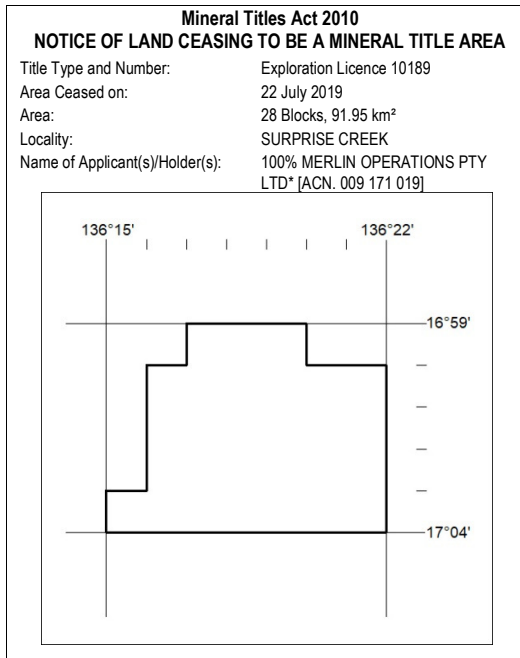 Mineral Titles Act 2010
NOTICE OF LAND CEASING TO BE A MINERAL TITLE AREA
Title Type and Number: Exploration Licence 10189
Area Ceased on: 22 July 2019
Area: 28 Blocks, 91.95 km²
Locality: SURPRISE CREEK
Name of Applicant(s)/Holder(s): 100% MERLIN OPERATIONS PTY
LTD* [ACN. 009 171 019]
136°15' 136°22'
16°59'
17°04'